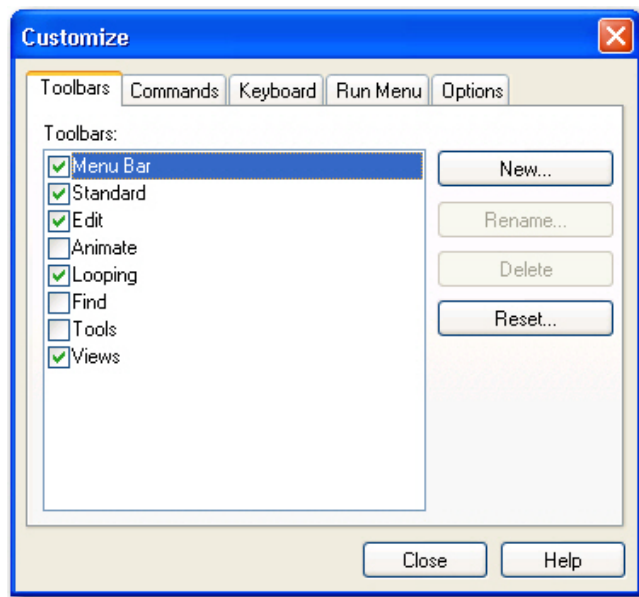 Customize
Toolbars Commands Keyboard Run Menu Options
Toolbars:
Menu Bar
Standard
Edit
Animate
Looping
Find
Tools
Views
New...
Rename...
Delete
Reset...
Close Help